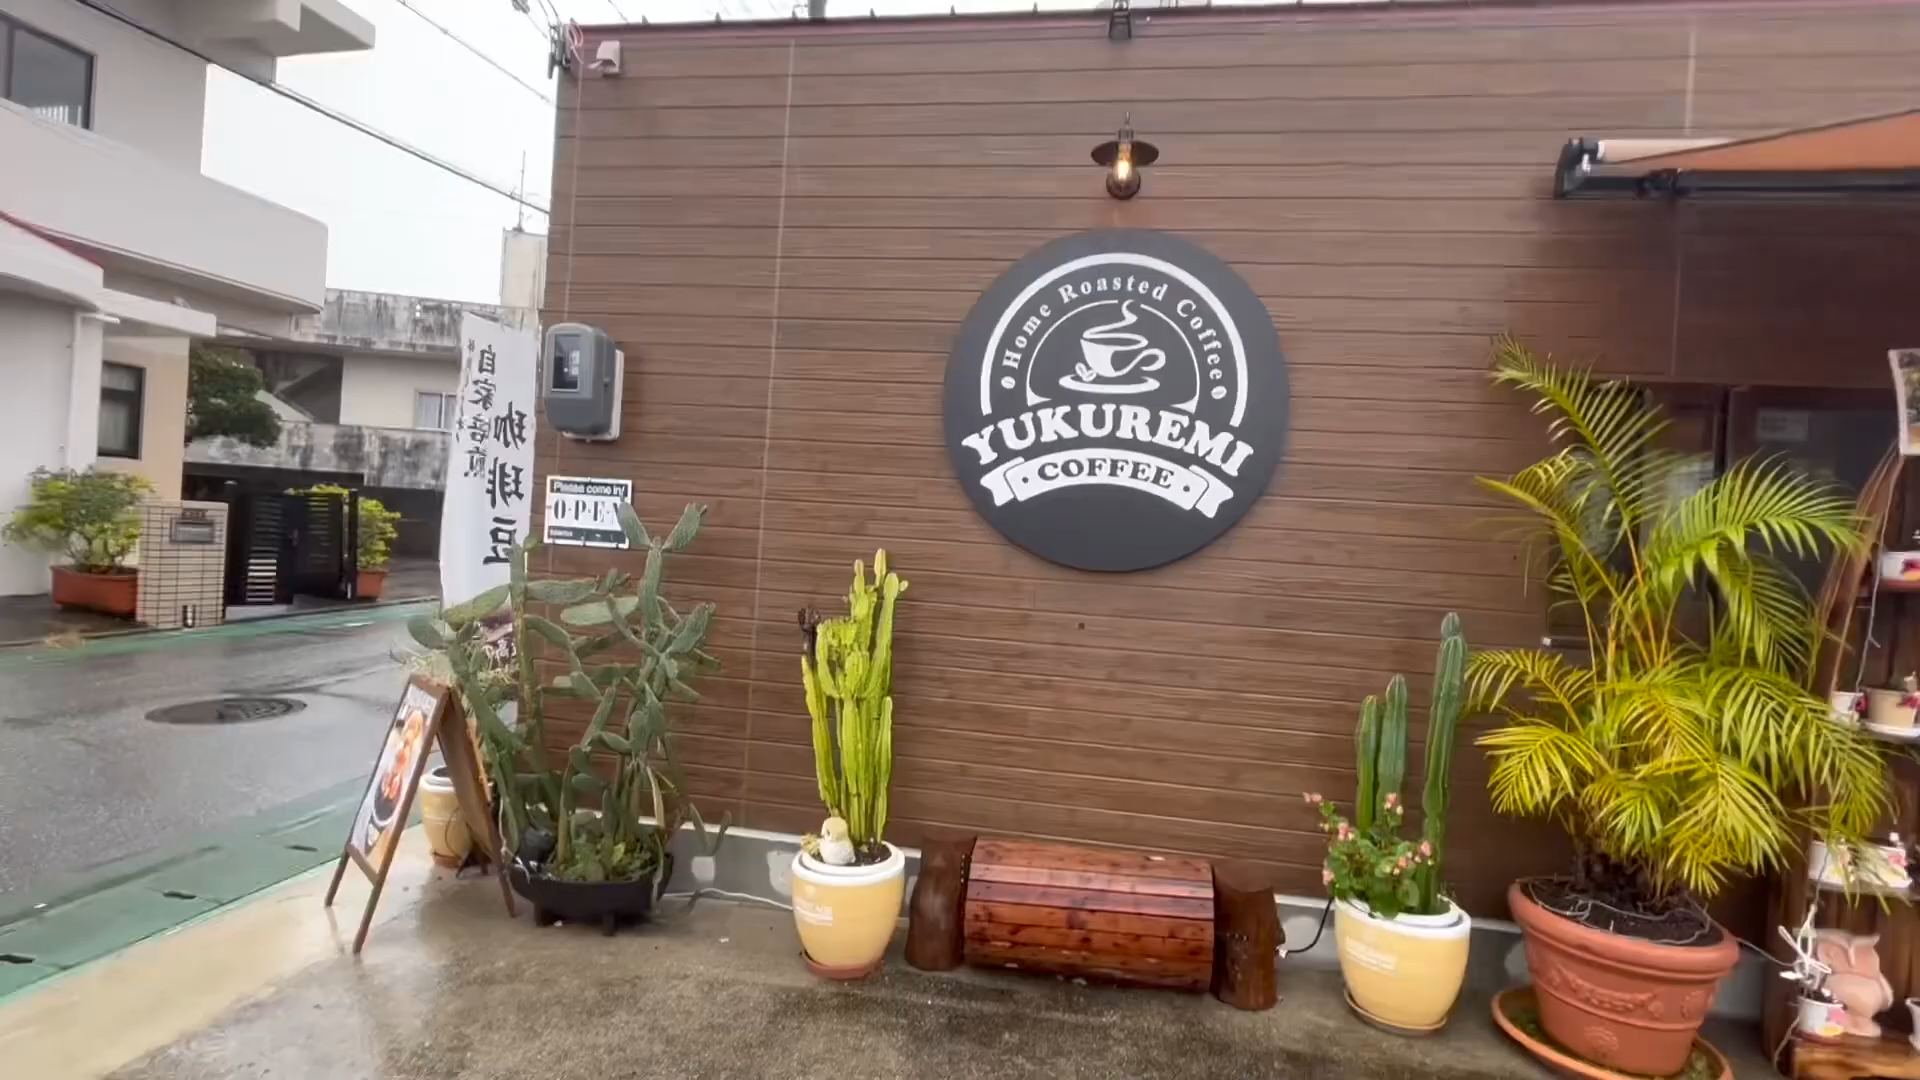 Home Roasted Coffee
YUKUREMI
COFFEE
自家焙煎
珈琲豆
Please come in!
OPEN